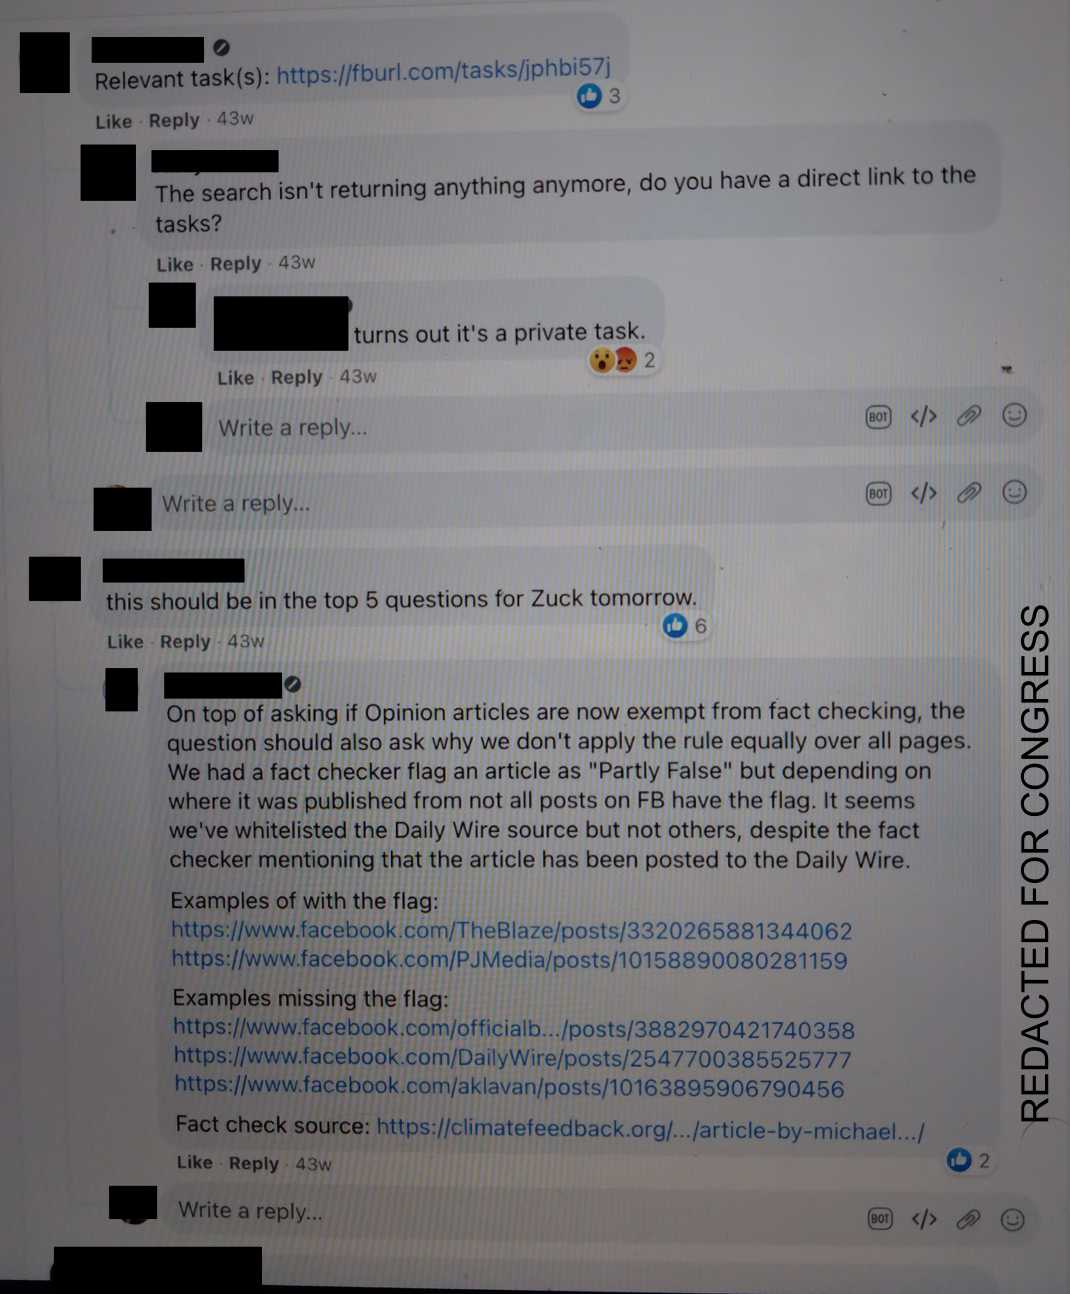 Relevant task(s): https://fburl.com/tasks/jphbi57j
3
Like · Reply · 43w
The search isn't returning anything anymore, do you have a direct link to the
tasks?
Like · Reply · 43w
turns out it's a private task.
2
Like · Reply · 43w
Write a reply...
BOT </>
Write a reply...
BOT </>
this should be in the top 5 questions for Zuck tomorrow.
6
Like · Reply · 43w
On top of asking if Opinion articles are now exempt from fact checking, the
question should also ask why we don't apply the rule equally over all pages.
We had a fact checker flag an article as "Partly False" but depending on
where it was published from not all posts on FB have the flag. It seems
we've whitelisted the Daily Wire source but not others, despite the fact
checker mentioning that the article has been posted to the Daily Wire.
Examples of with the flag:
https://www.facebook.com/TheBlaze/posts/3320265881344062
https://www.facebook.com/PJMedia/posts/10158890080281159
Examples missing the flag:
https://www.facebook.com/officialb.../posts/3882970421740358
https://www.facebook.com/DailyWire/posts/2547700385525777
https://www.facebook.com/aklavan/posts/10163895906790456
Fact check source: https://climatefeedback.org/.../article-by-michael.../
2
Like · Reply · 43w
Write a reply...
BOT </>
REDACTED FOR CONGRESS